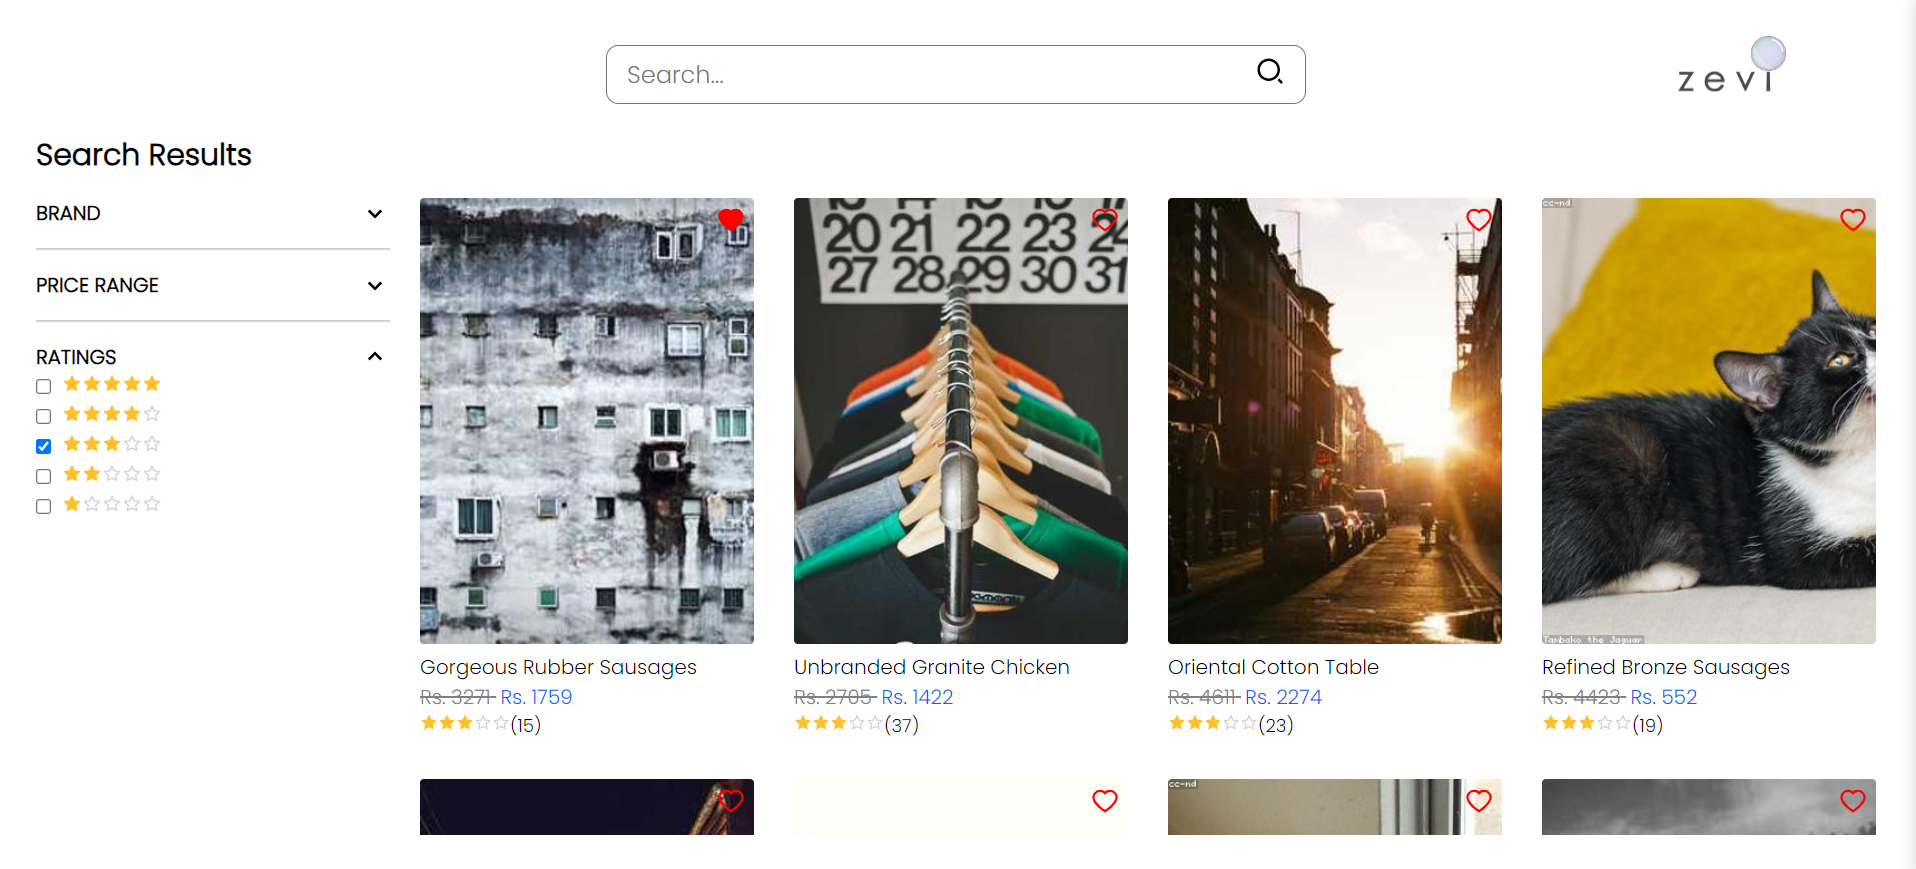 Search...
zevi
Search Results
BRAND
PRICE RANGE
RATINGS
20 21 22 23 24
27 28 29 30 31
cc-nd
Tambako the Jaguar
Gorgeous Rubber Sausages
Rs. 3271 Rs. 1759
(15)
Unbranded Granite Chicken
Rs. 2705 Rs. 1422
(37)
Oriental Cotton Table
Rs. 4611 Rs. 2274
(23)
Refined Bronze Sausages
Rs. 4423 Rs. 552
(19)
cc-nd